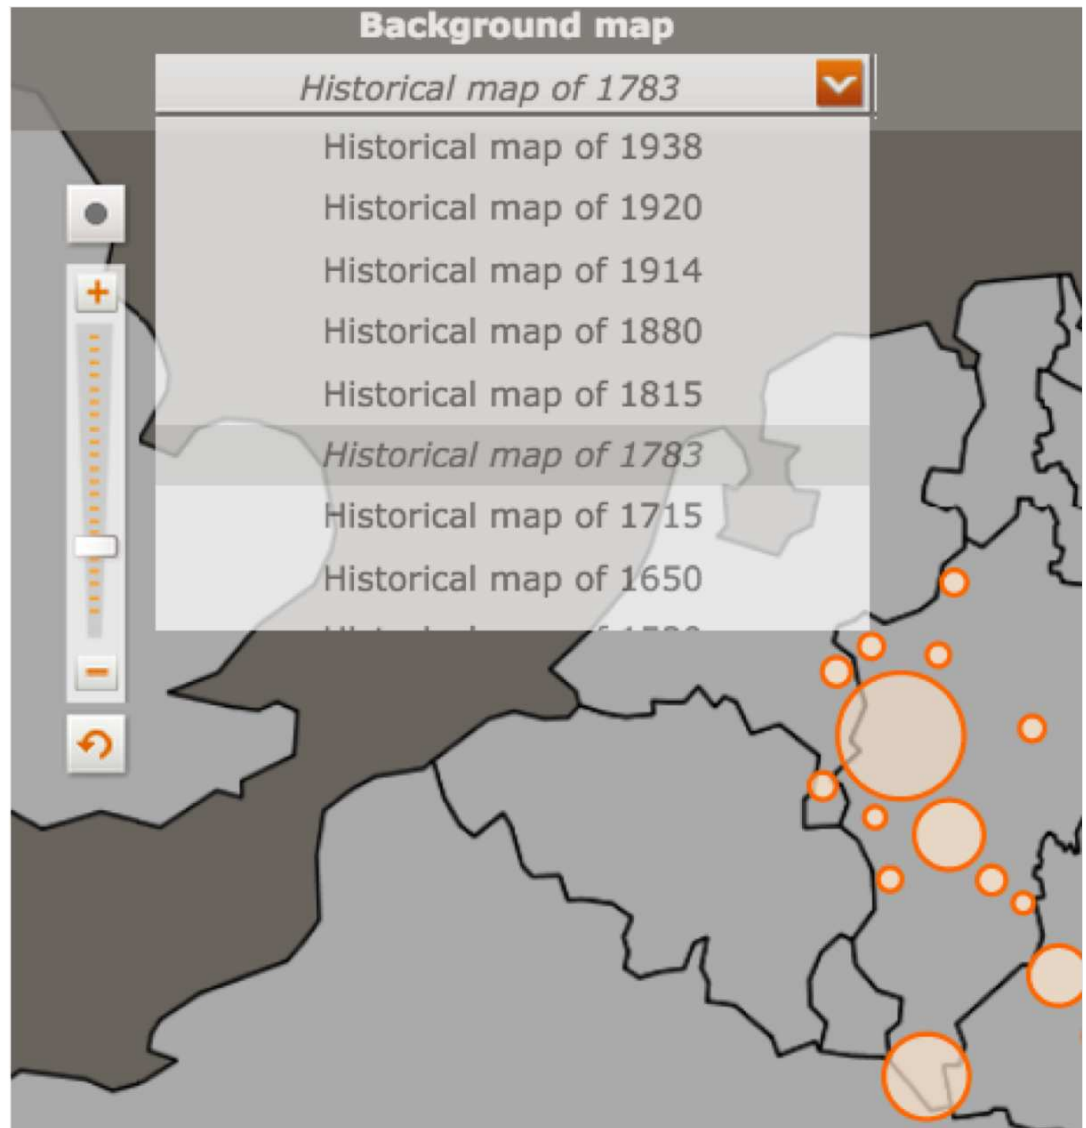 Background map
Historical map of 1783
Historical map of 1938
Historical map of 1920
Historical map of 1914
Historical map of 1880
Historical map of 1815
Historical map of 1783
Historical map of 1715
Historical map of 1650